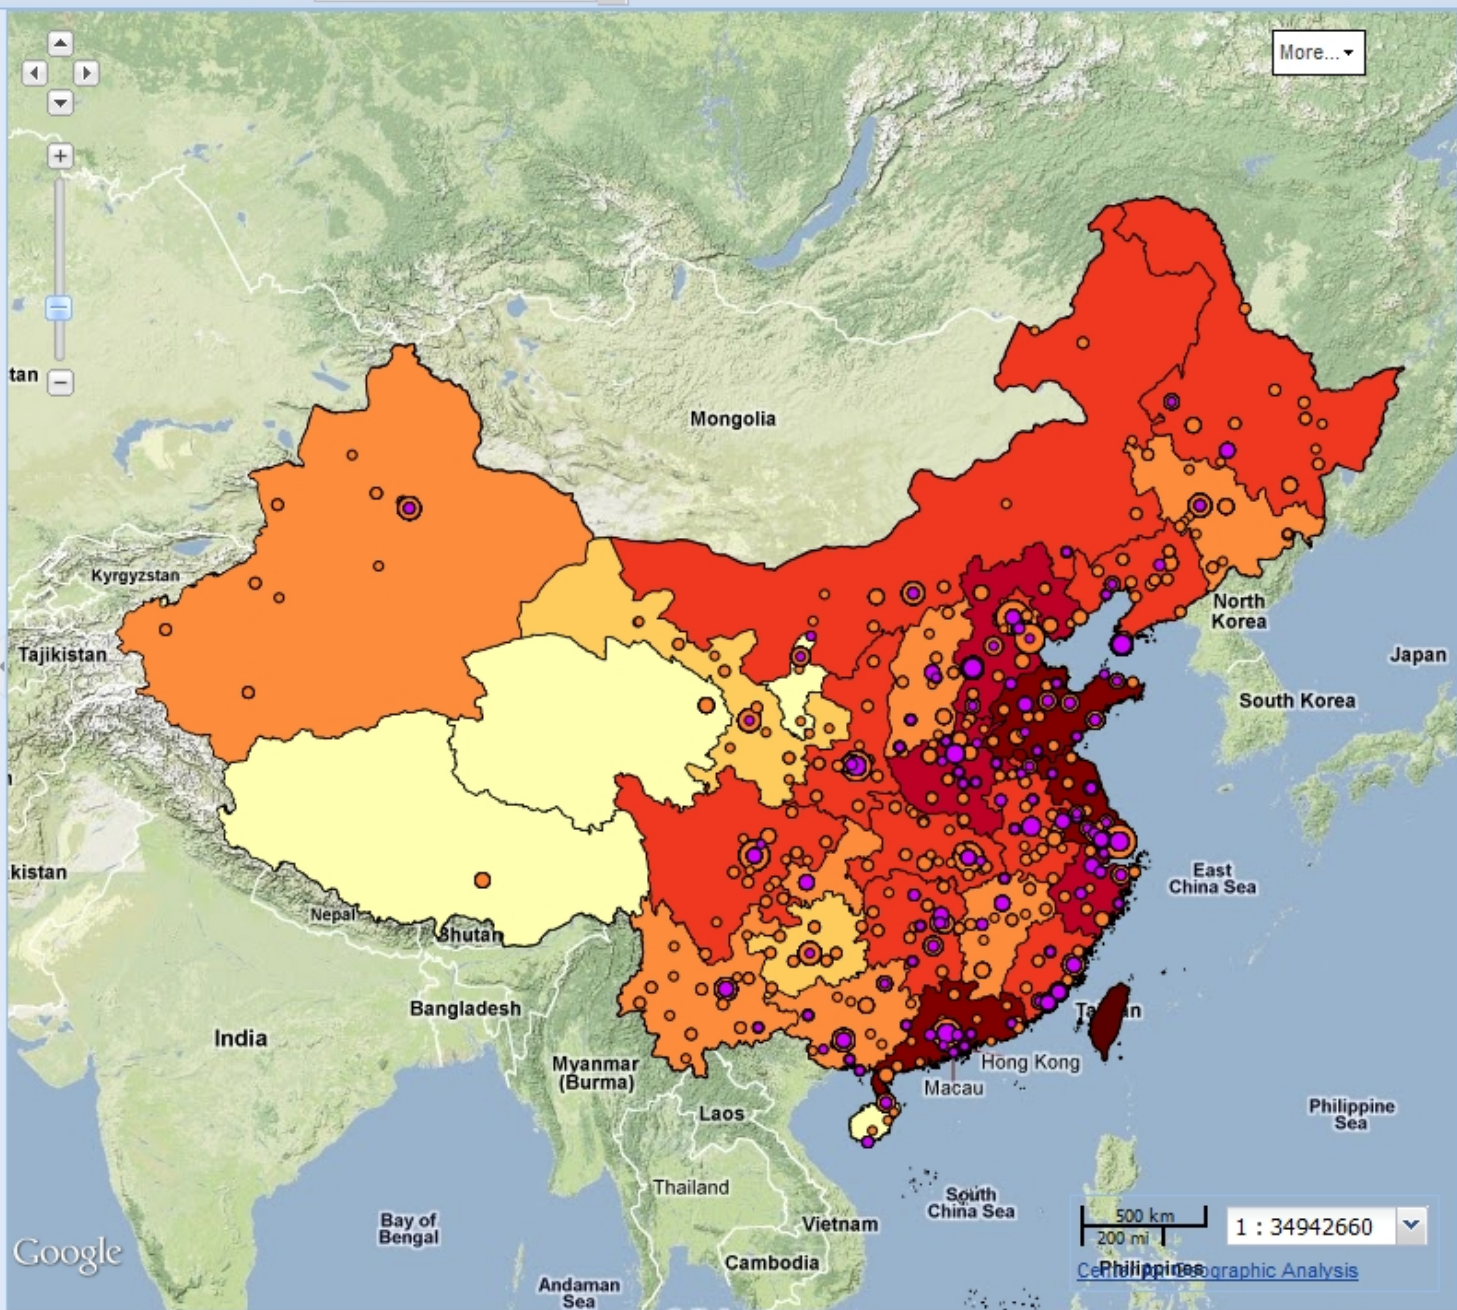 More...
tan
Mongolia
Kyrgyzstan
Tajikistan
North
Korea
Japan
South Korea
kistan
East
China Sea
Nepal
Bhutan
Bangladesh
India
Myanmar
(Burma)
Hong Kong
Macau
Laos
Philippine
Sea
Thailand
South
China Sea
Bay of
Bengal
Vietnam
500 km
200 mi
1 : 34942660
Google
Cambodia
Philippines
Geographic Analysis
Andaman
Sea